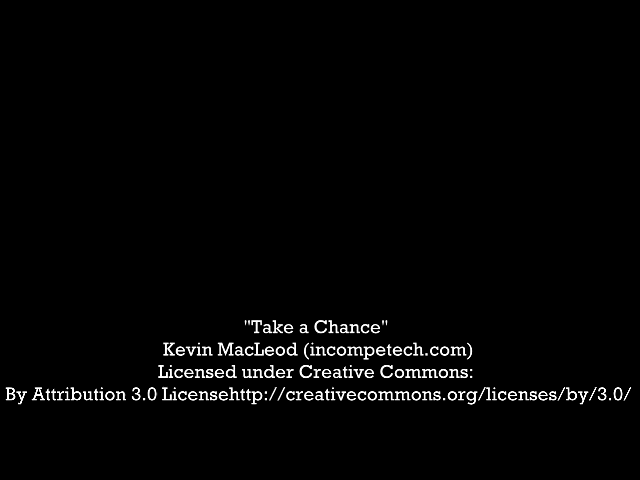 "Take a Chance"
Kevin MacLeod (incompetech.com)
Licensed under Creative Commons:
By Attribution 3.0 Licensehttp://creativecommons.org/licenses/by/3.0/